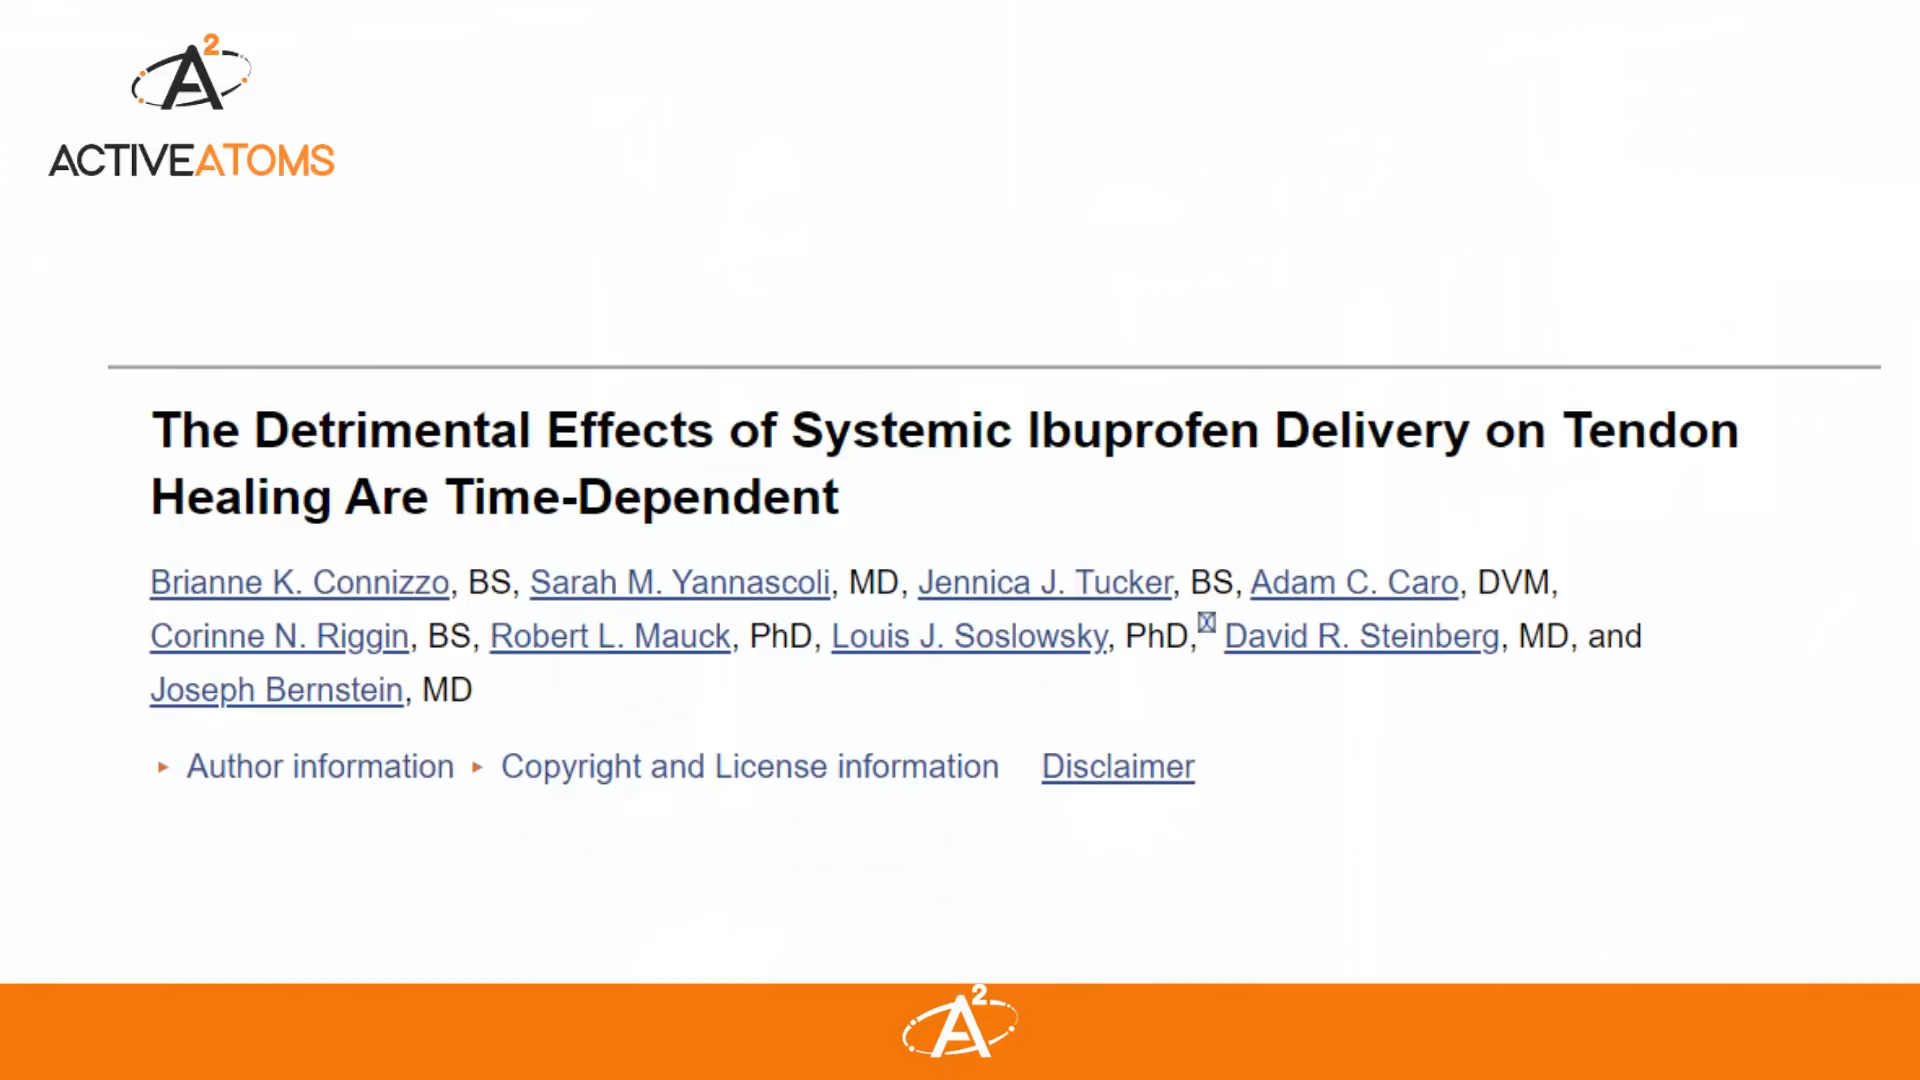 A2
ACTIVEATOMS
The Detrimental Effects of Systemic Ibuprofen Delivery on Tendon
Healing Are Time-Dependent
Brianne K. Connizzo, BS, Sarah M. Yannascoli, MD, Jennica J. Tucker, BS, Adam C. Caro, DVM,
Corinne N. Riggin, BS, Robert L. Mauck, PhD, Louis J. Soslowsky, PhD, David R. Steinberg, MD, and
Joseph Bernstein, MD
Author information Copyright and License information Disclaimer
A2